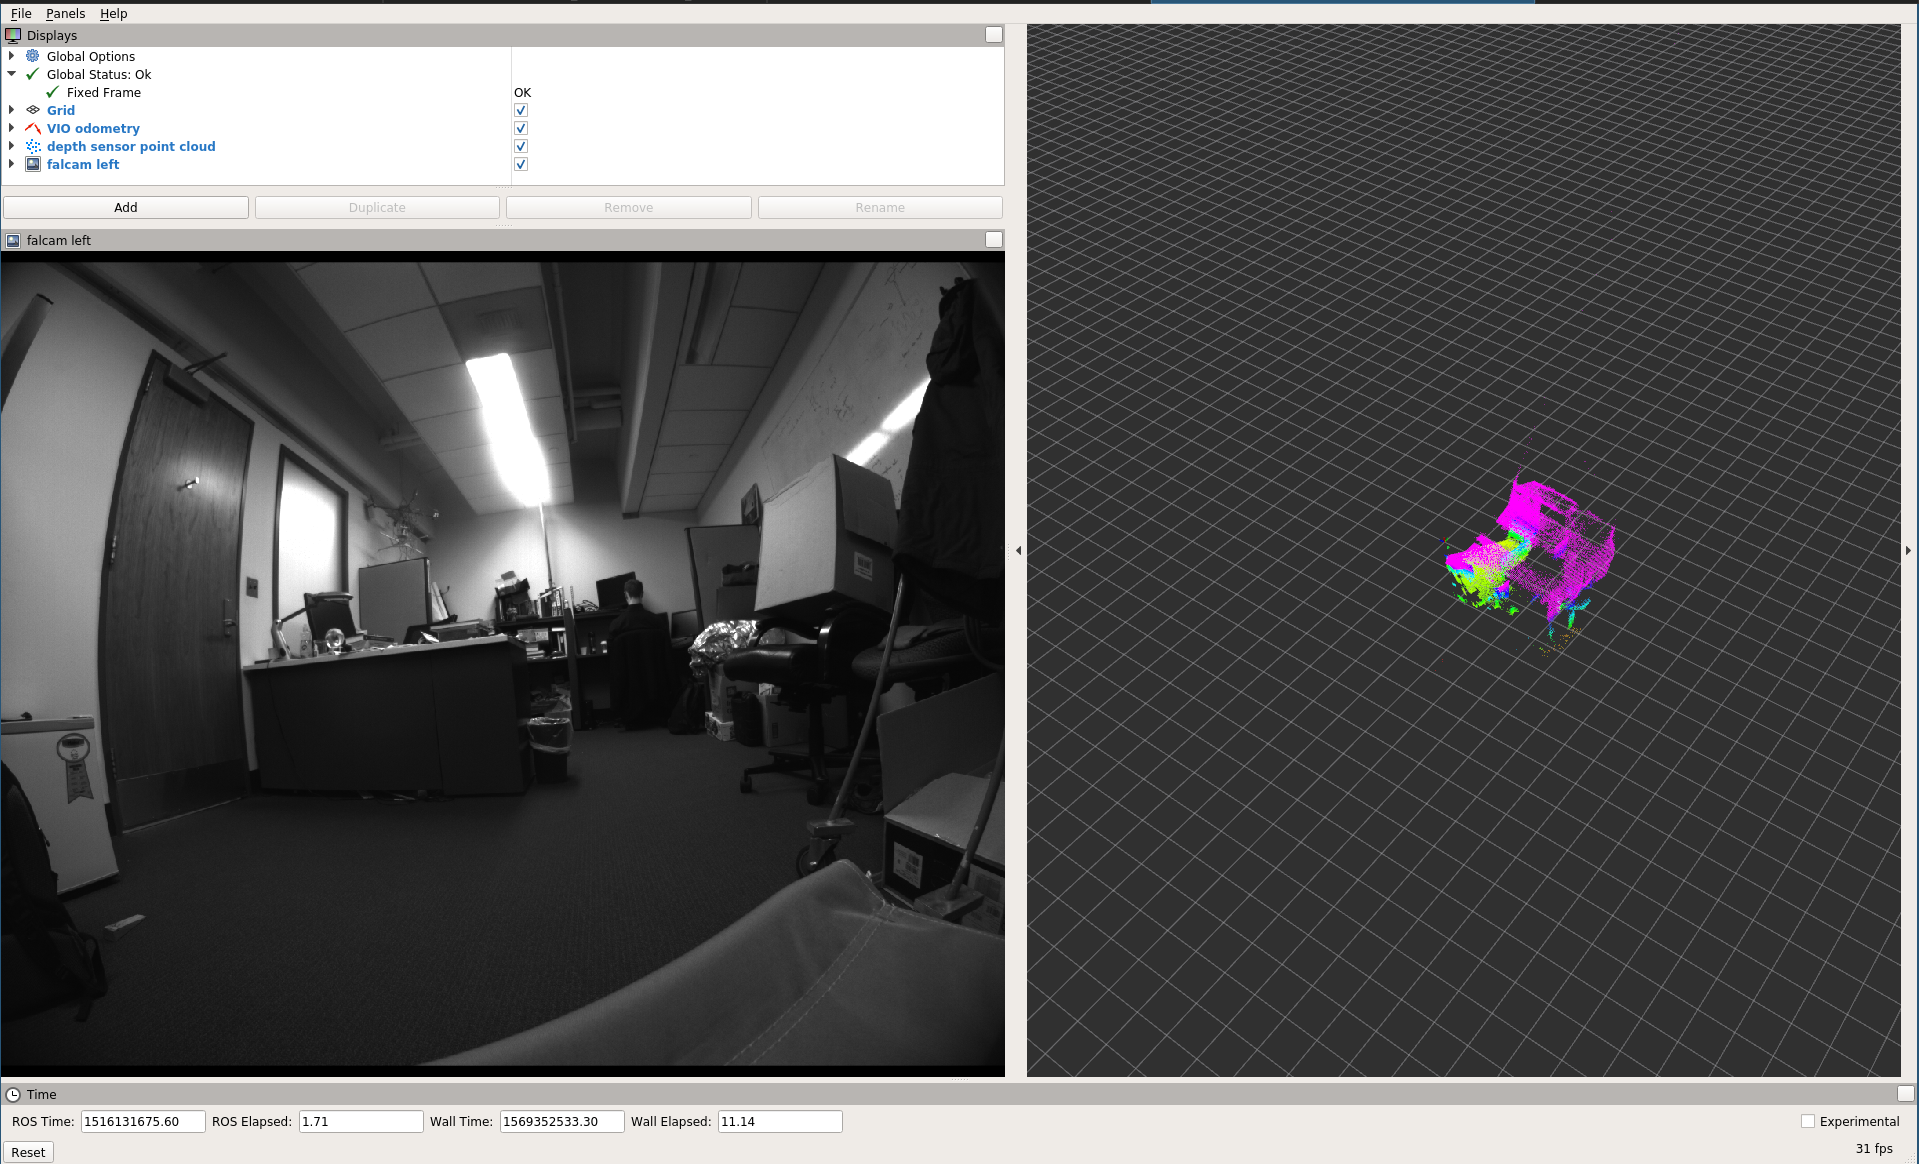 File Panels Help
Displays
Global Options
Global Status: Ok
Fixed Frame OK
Grid
VIO odometry
depth sensor point cloud
falcam left
Add Duplicate Remove Rename
falcam left
Time
ROS Time: 1516131675.60 ROS Elapsed: 1.71 Wall Time: 1569352533.30 Wall Elapsed: 11.14 Experimental
Reset 31 fps